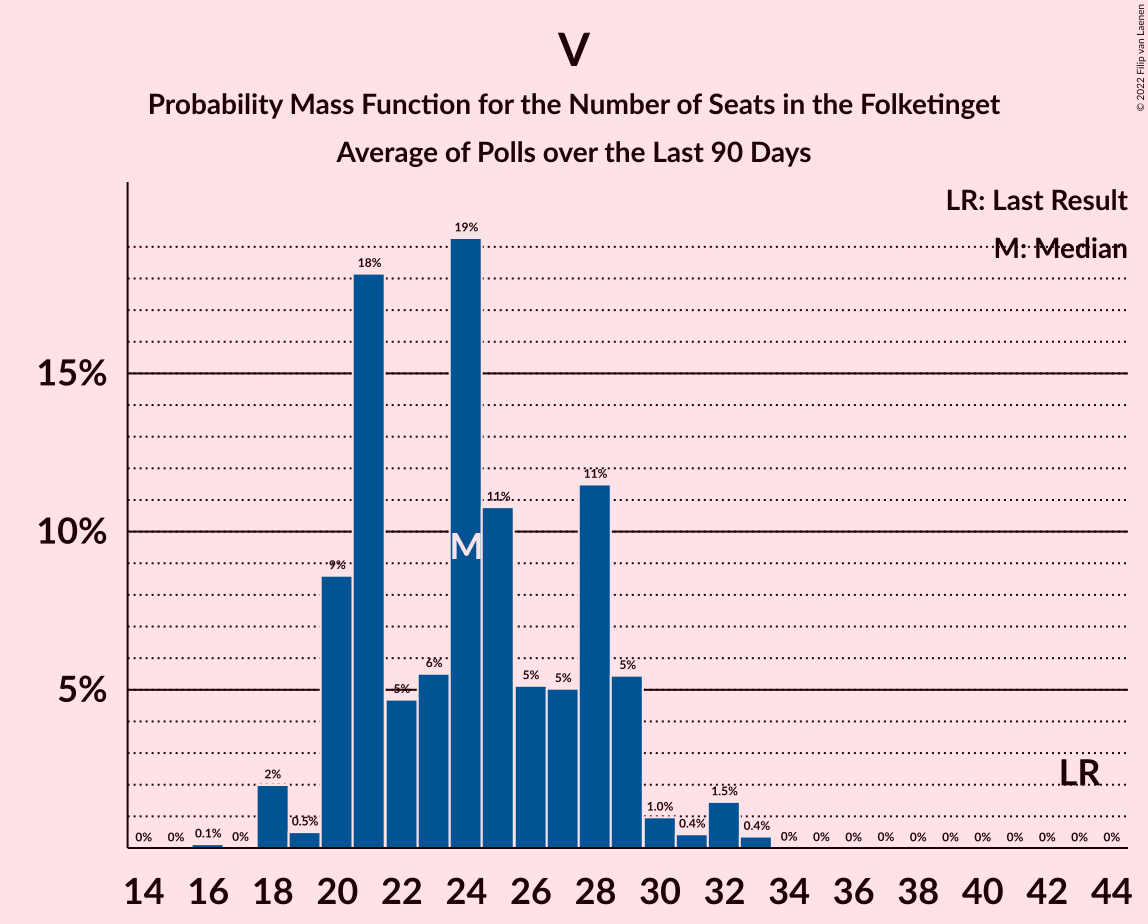 V
Probability Mass Function for the Number of Seats in the Folketinget
Average of Polls over the Last 90 Days
© 2022 Filip van Laenen
LR: Last Result
M: Median
15%
10%
5%
0% 0% 0.1% 0% 2% 0.5% 9% 18% 5% 6% 19% 11% 5% 5% 11% 5% 1.0% 0.4% 1.5% 0.4% 0% 0% 0% 0% 0% 0% 0% 0% 0% 0% 0%
M
LR
14 16 18 20 22 24 26 28 30 32 34 36 38 40 42 44